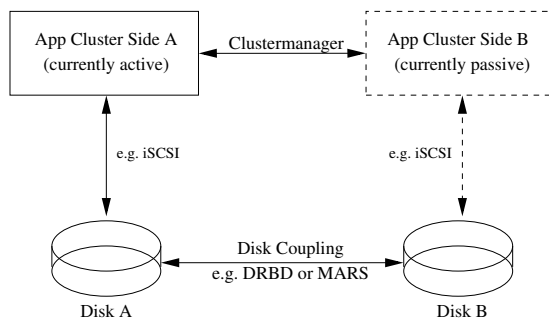 App Cluster Side A
(currently active)
Clustermanager
App Cluster Side B
(currently passive)
e.g. iSCSI
e.g. iSCSI
Disk Coupling
e.g. DRBD or MARS
Disk A
Disk B